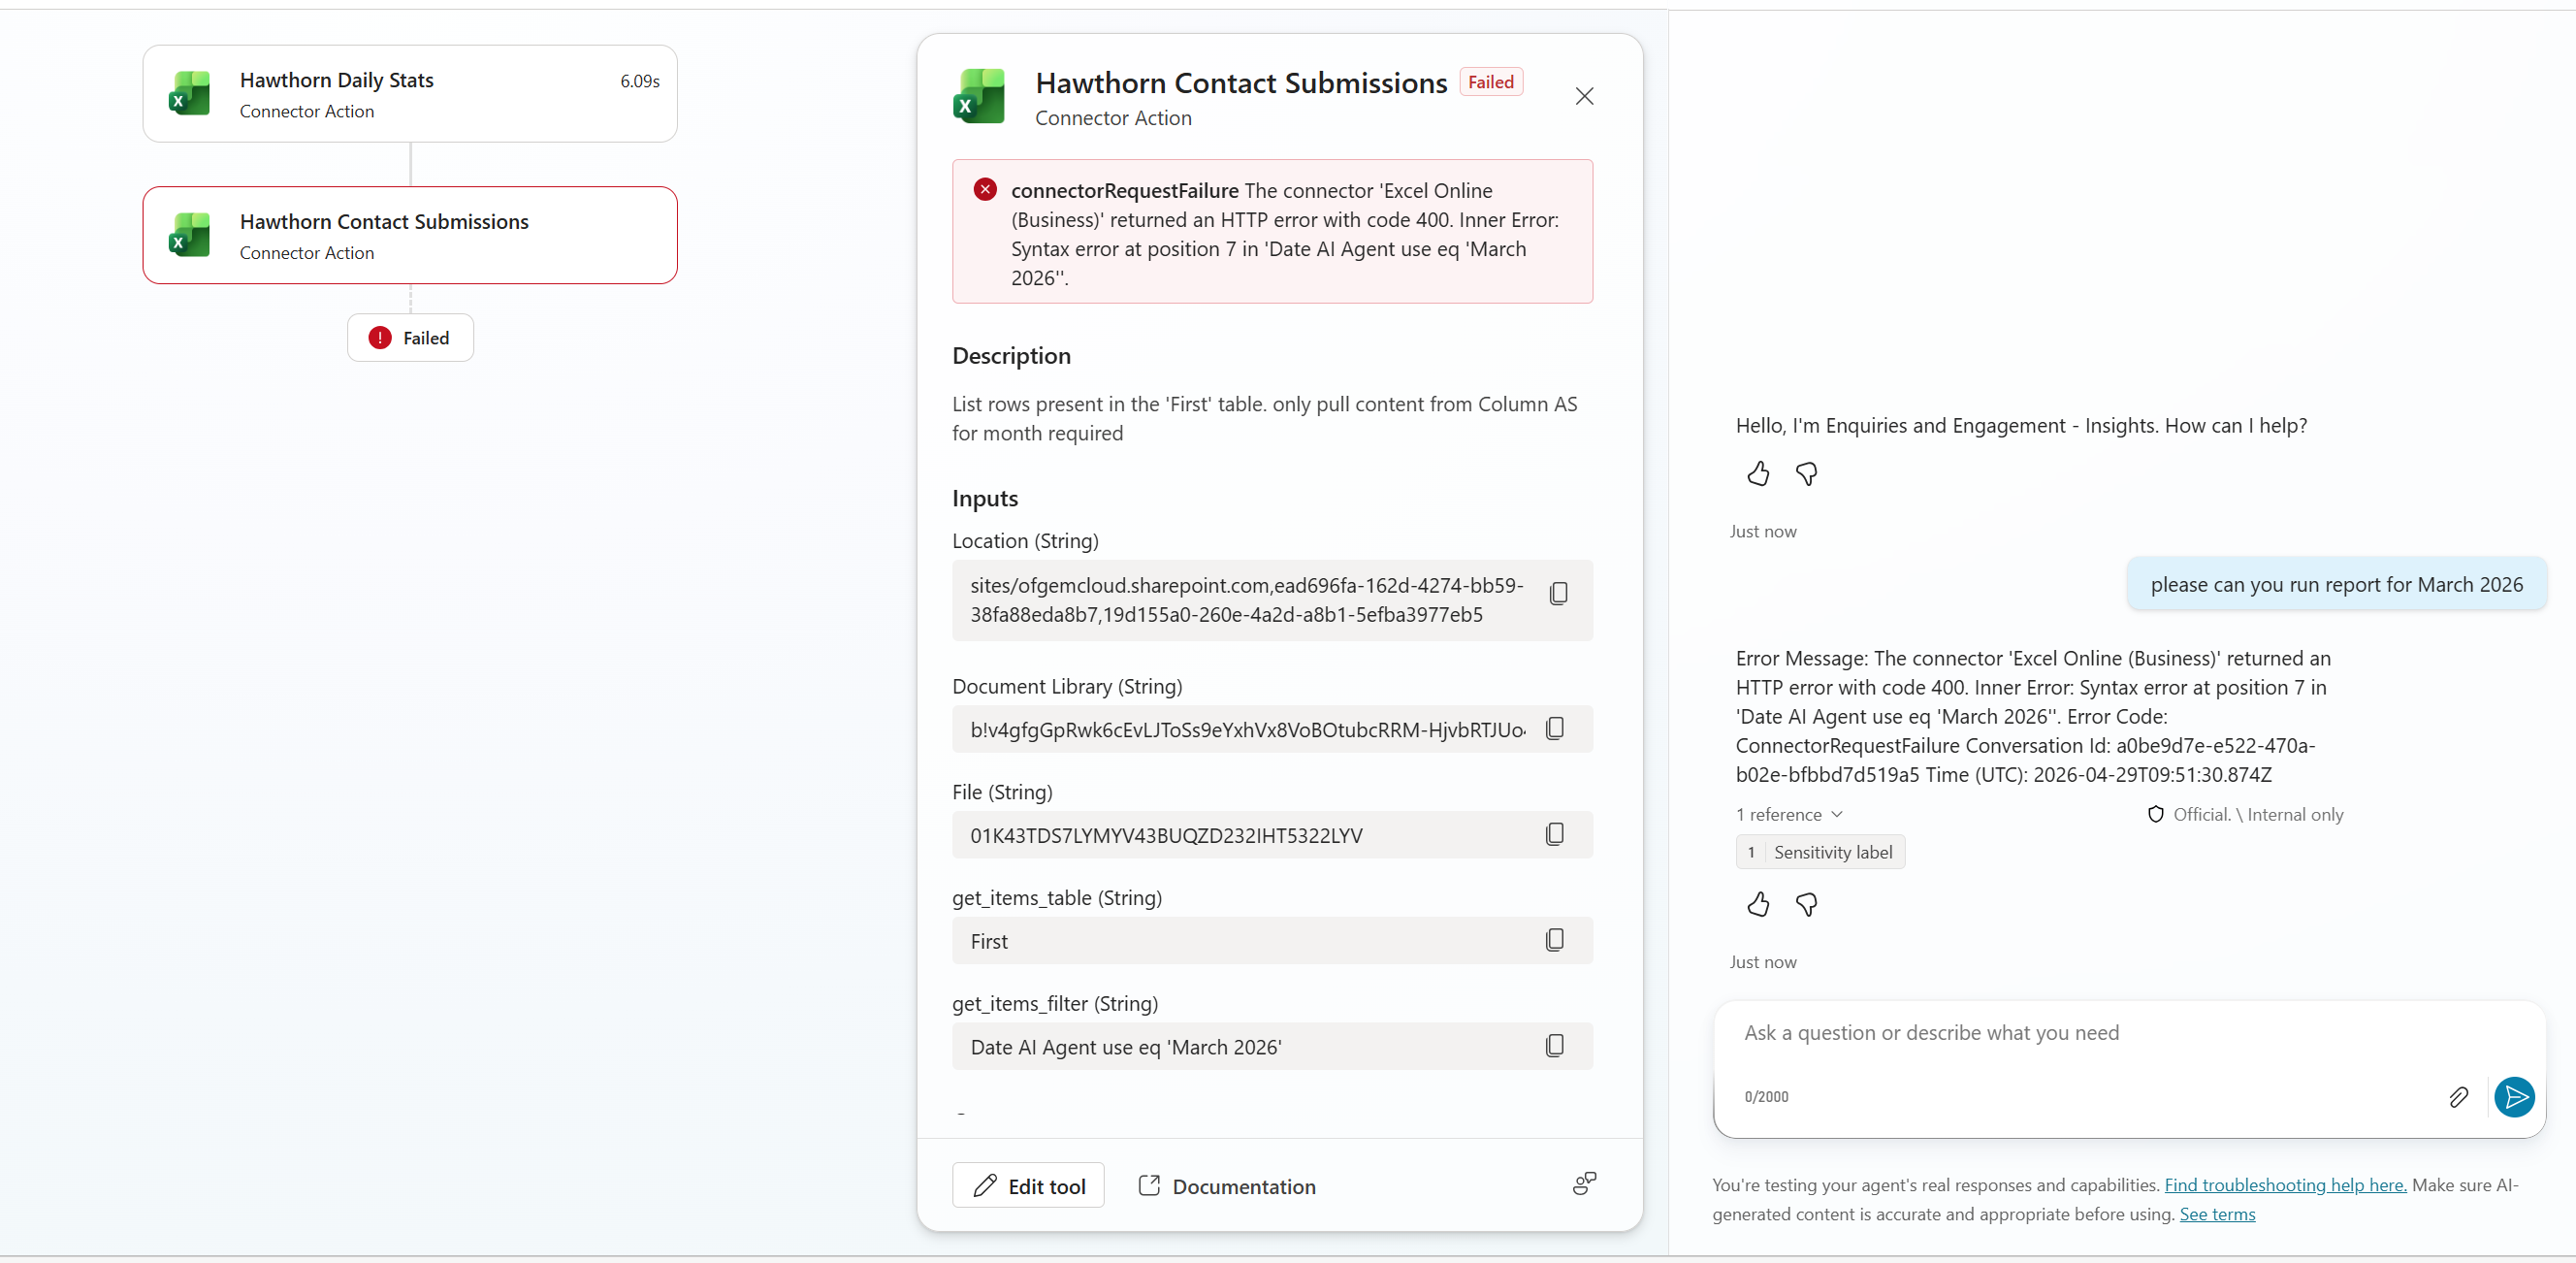 Hawthorn Daily Stats
6.09s
Connector Action
Hawthorn Contact Submissions
Connector Action
Failed
Hawthorn Contact Submissions
Failed
Connector Action
connectorRequestFailure The connector 'Excel Online
(Business)' returned an HTTP error with code 400. Inner Error:
Syntax error at position 7 in 'Date AI Agent use eq 'March
2026''.
Description
List rows present in the 'First' table. only pull content from Column AS
for month required
Inputs
Location (String)
sites/ofgemcloud.sharepoint.com,ead696fa-162d-4274-bb59-
38fa88eda8b7,19d155a0-260e-4a2d-a8b1-5efba3977eb5
Document Library (String)
b!v4gfgGpRwk6cEvLJToSs9eYxhVx8VoBOtubcRRM-HjvbRTJUo
File (String)
01K43TDS7LYMYV43BUQZD232IHT5322LYV
get_items_table (String)
First
get_items_filter (String)
Date AI Agent use eq 'March 2026'
Edit tool
Documentation
Hello, I'm Enquiries and Engagement - Insights. How can I help?
Just now
please can you run report for March 2026
Error Message: The connector 'Excel Online (Business)' returned an
HTTP error with code 400. Inner Error: Syntax error at position 7 in
'Date AI Agent use eq 'March 2026''. Error Code:
ConnectorRequestFailure Conversation Id: a0be9d7e-e522-470a-
b02e-bfbbd7d519a5 Time (UTC): 2026-04-29T09:51:30.874Z
1 reference
Official. \ Internal only
1 Sensitivity label
Just now
Ask a question or describe what you need
0/2000
You're testing your agent's real responses and capabilities. Find troubleshooting help here. Make sure AI-
generated content is accurate and appropriate before using. See terms